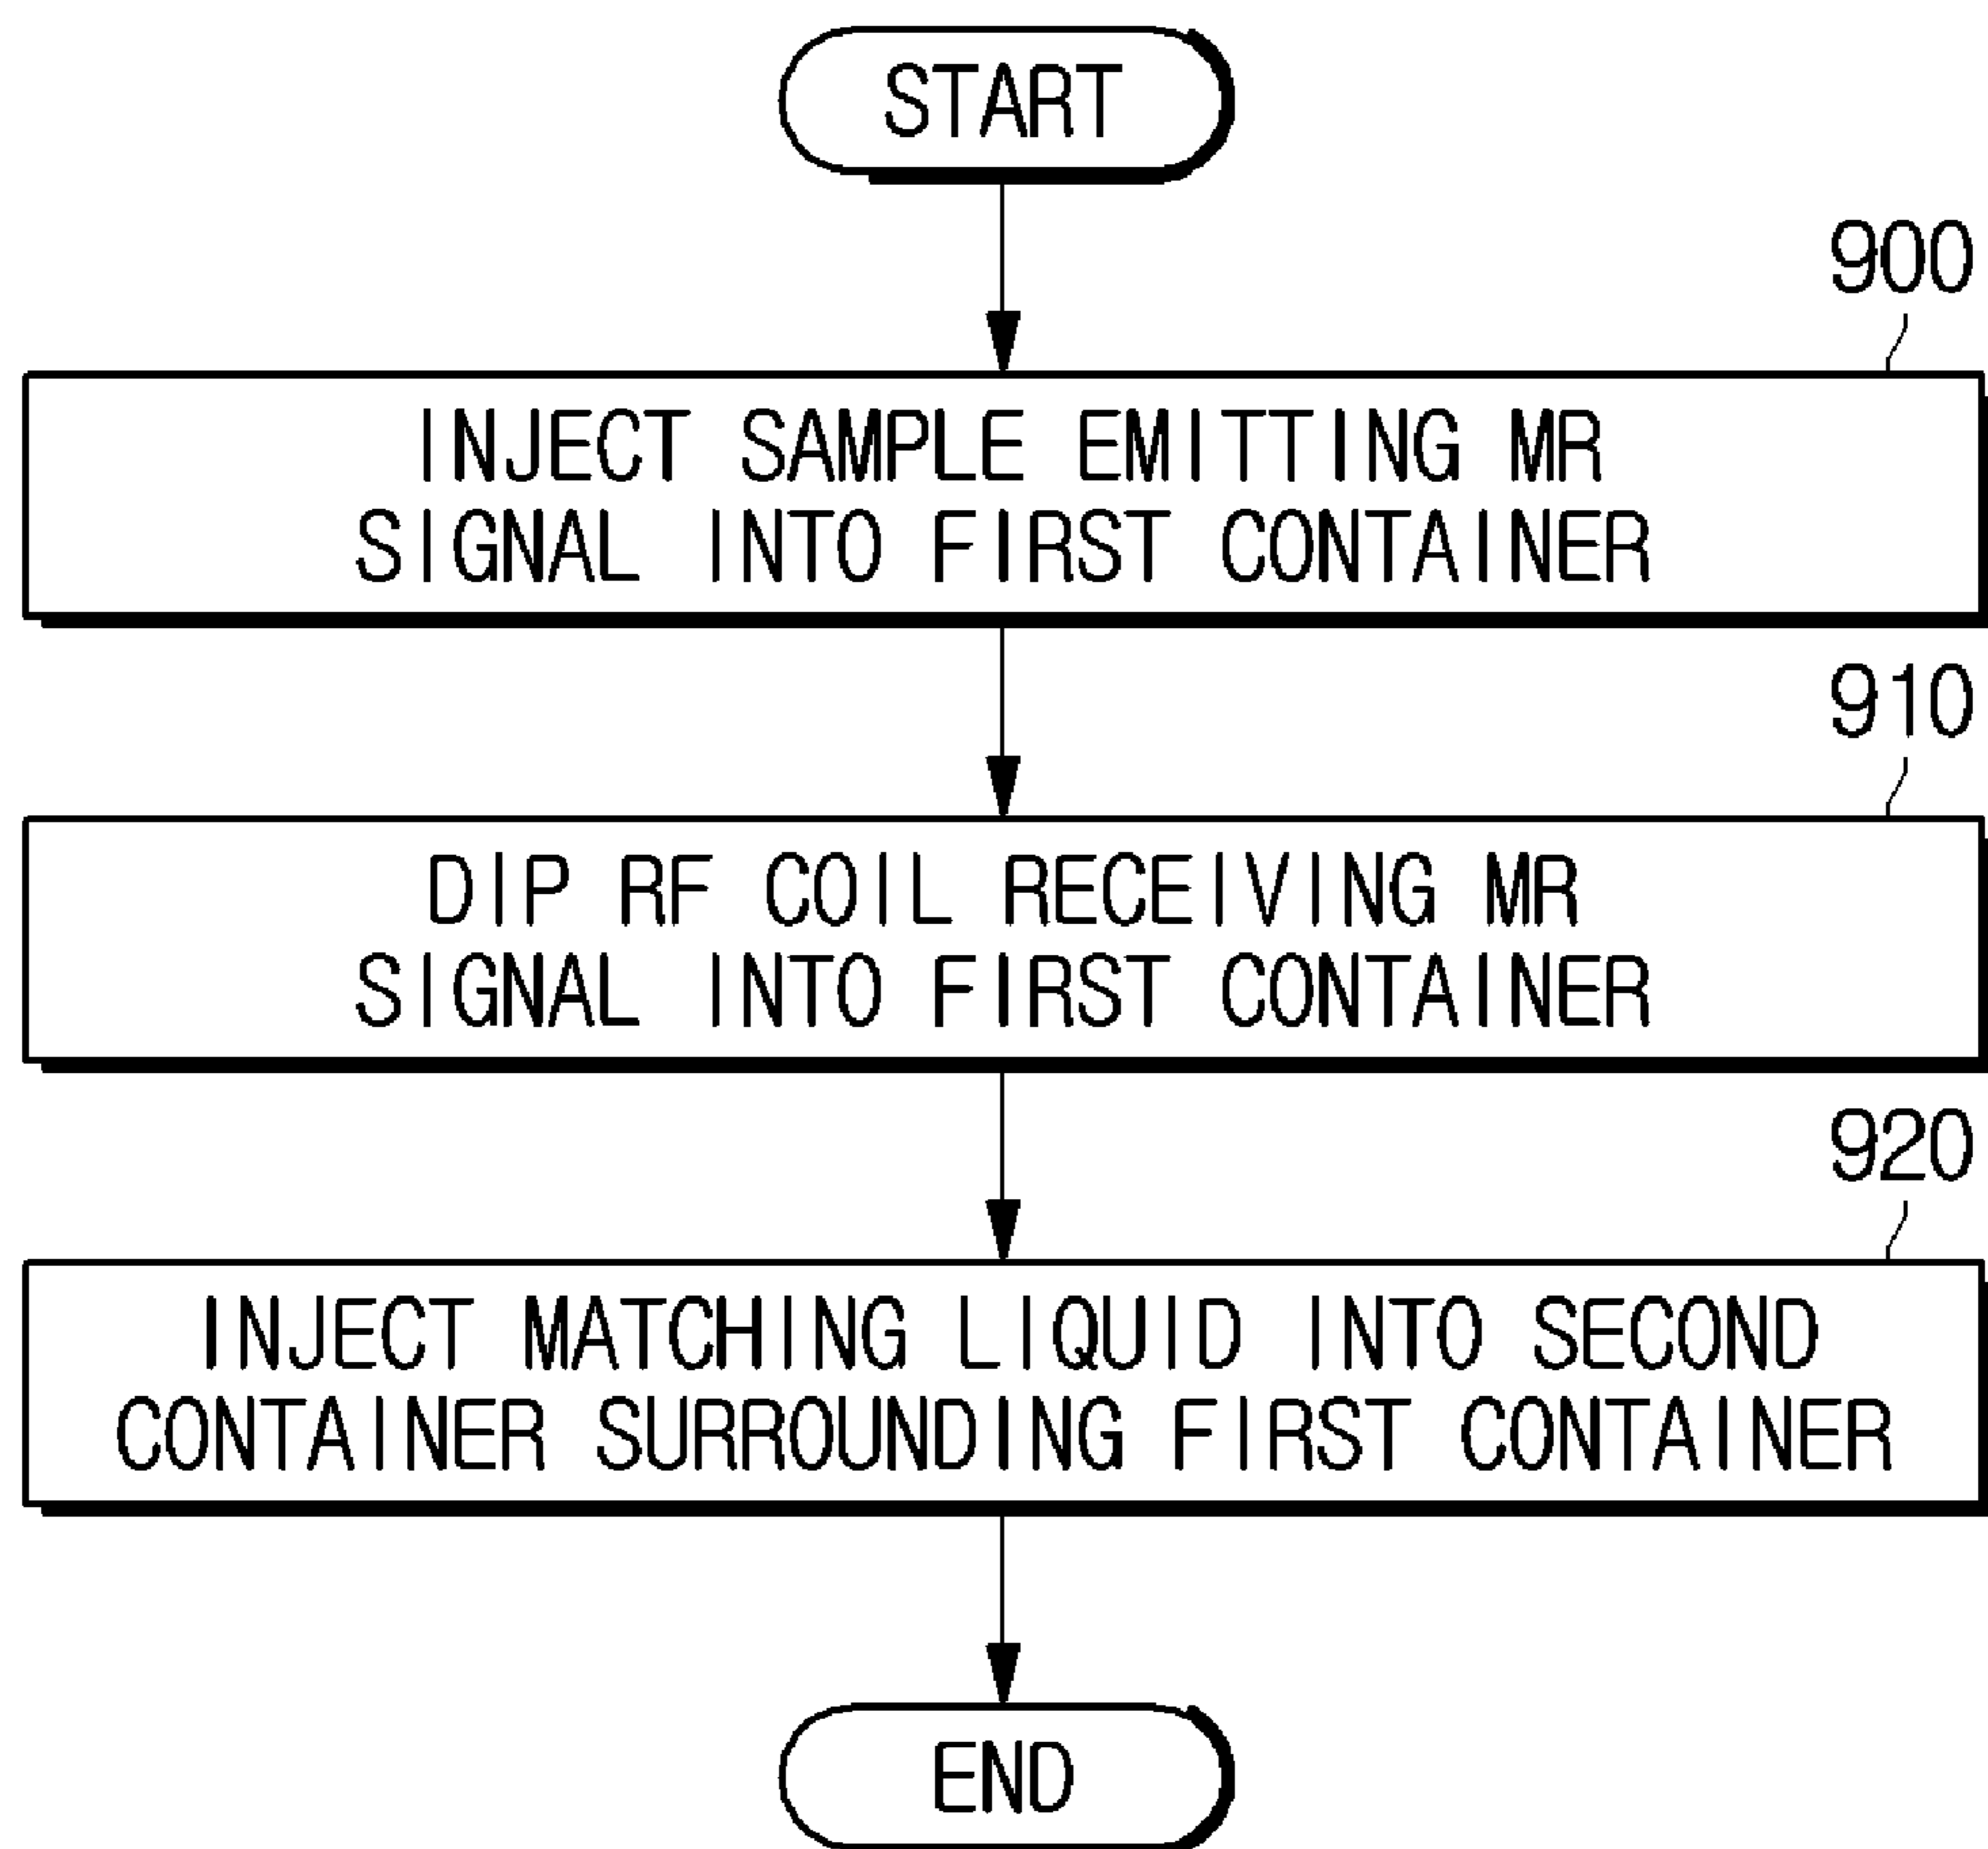 START
900
INJECT SAMPLE EMITTING MR
SIGNAL INTO FIRST CONTAINER
910
DIP RF COIL RECEIVING MR
SIGNAL INTO FIRST CONTAINER
920
INJECT MATCHING LIQUID INTO SECOND
CONTAINER SURROUNDING FIRST CONTAINER
END